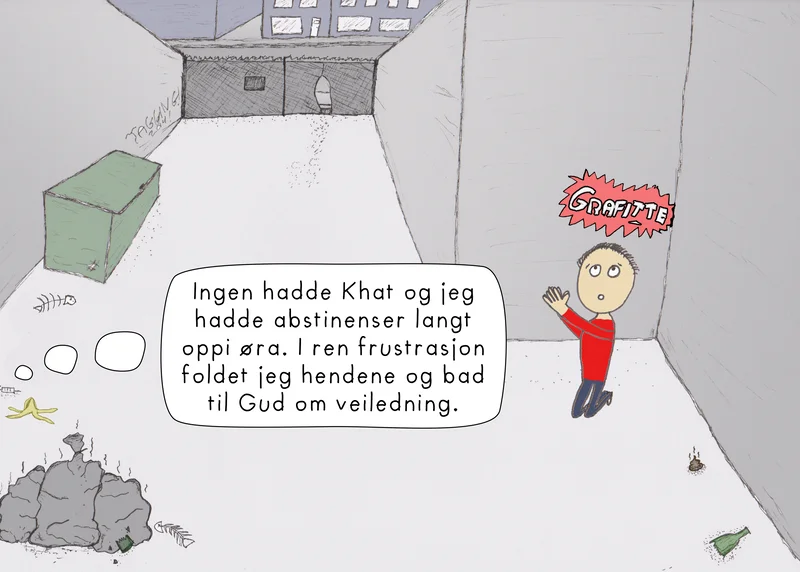 TAGGING
GRAFITTE
Ingen hadde Khat og jeg
hadde abstinenser langt
oppi øra. I ren frustrasjon
foldet jeg hendene og bad
til Gud om veiledning.